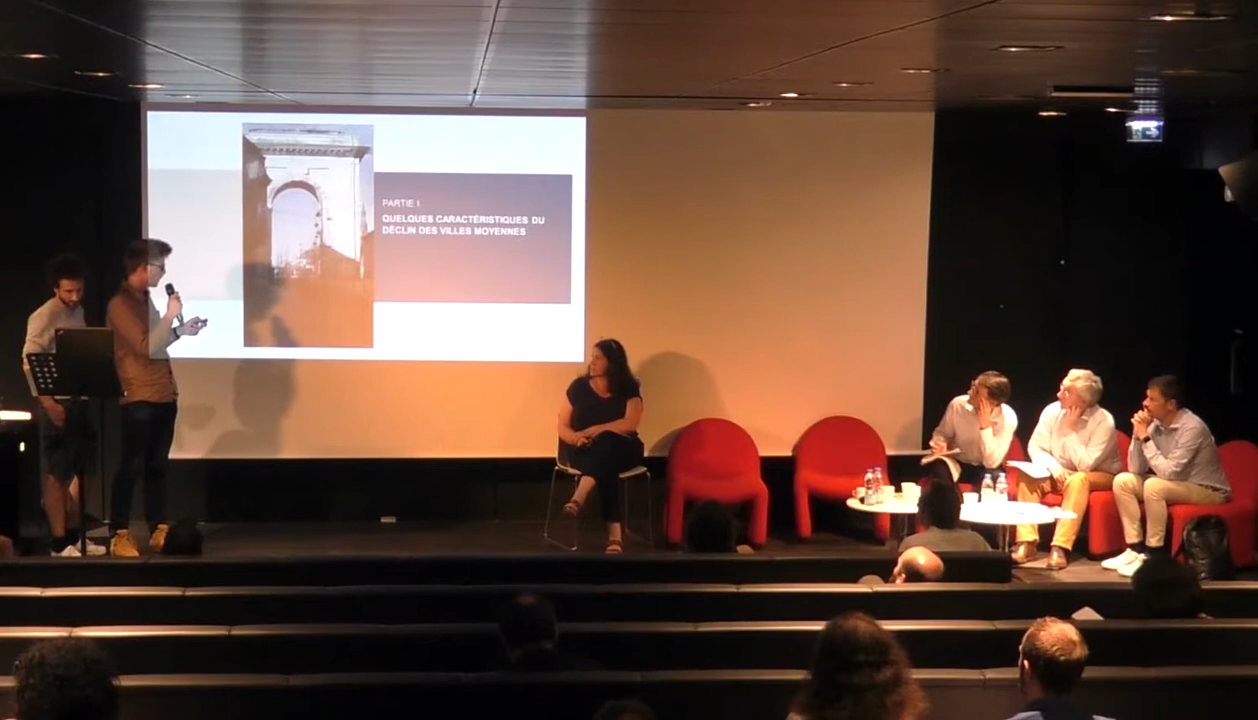 PARTIE I.
QUELQUES CARACTÉRISTIQUES DU
DÉCLIN DES VILLES MOYENNES